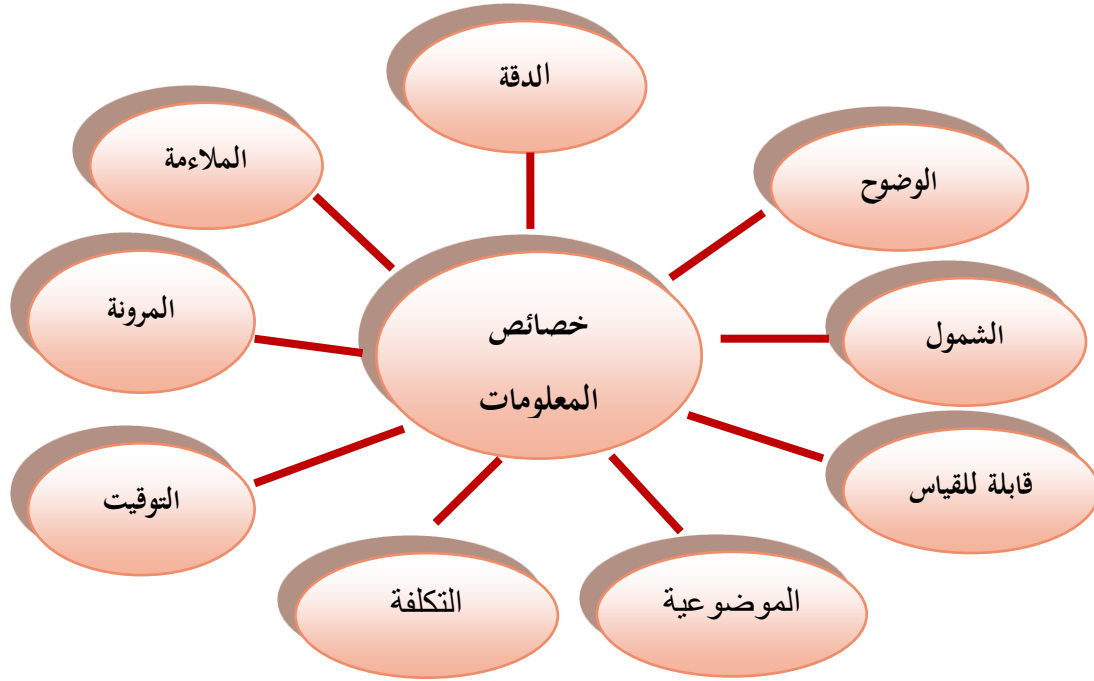 الدقة
الوضوح
الملاءمة
الشمول
المرونة
خصائص
المعلومات
قابلة للقياس
التوقيت
الموضوعية
التكلفة